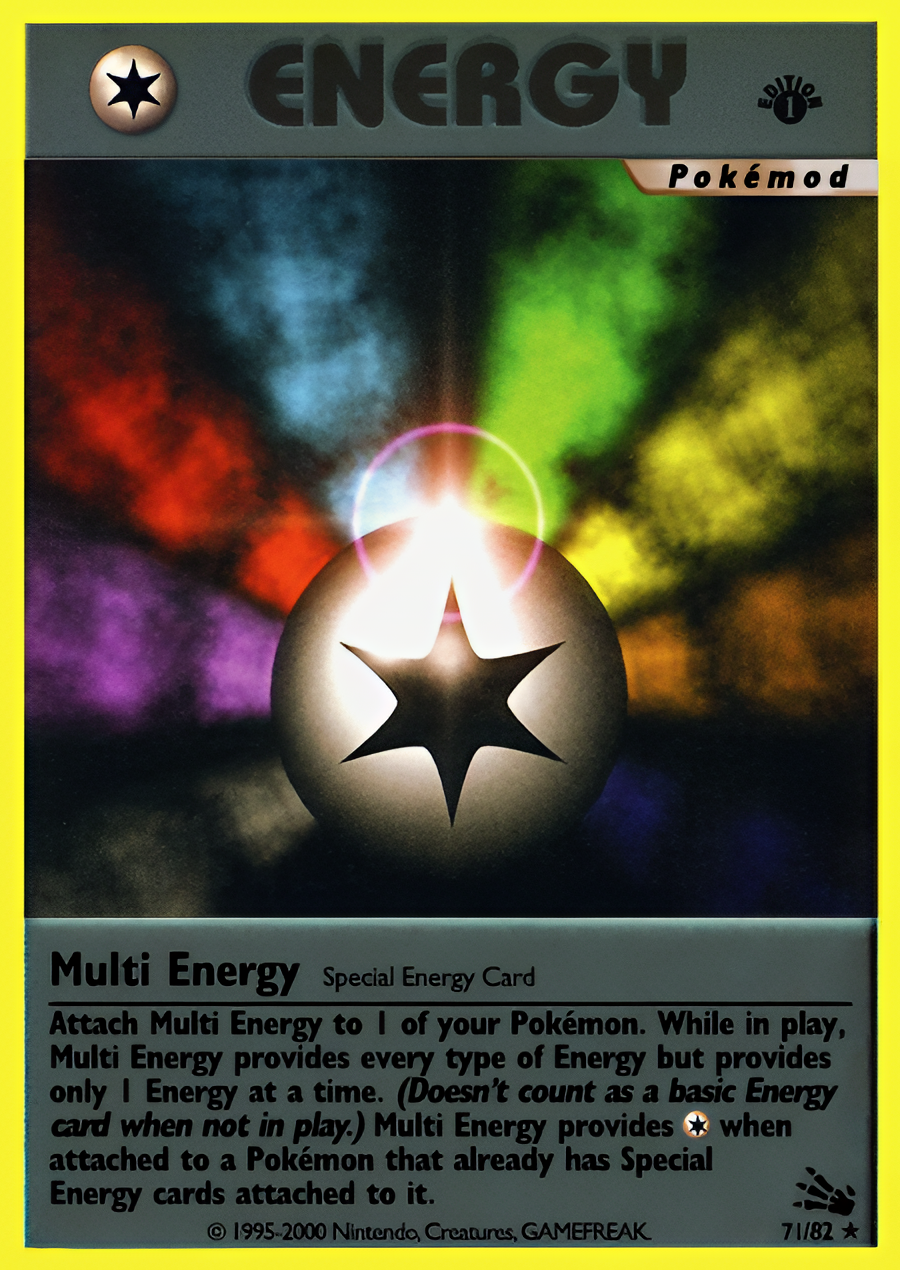 ENERGY
EDITION
1
Pokémod
Multi Energy Special Energy Card
Attach Multi Energy to 1 of your Pokémon. While in play,
Multi Energy provides every type of Energy but provides
only 1 Energy at a time. (Doesn't count as a basic Energy
card when not in play.) Multi Energy provides when
attached to a Pokémon that already has Special
Energy cards attached to it.
© 1995-2000 Nintendo, Creatures, GAMEFREAK.
71/82 ★